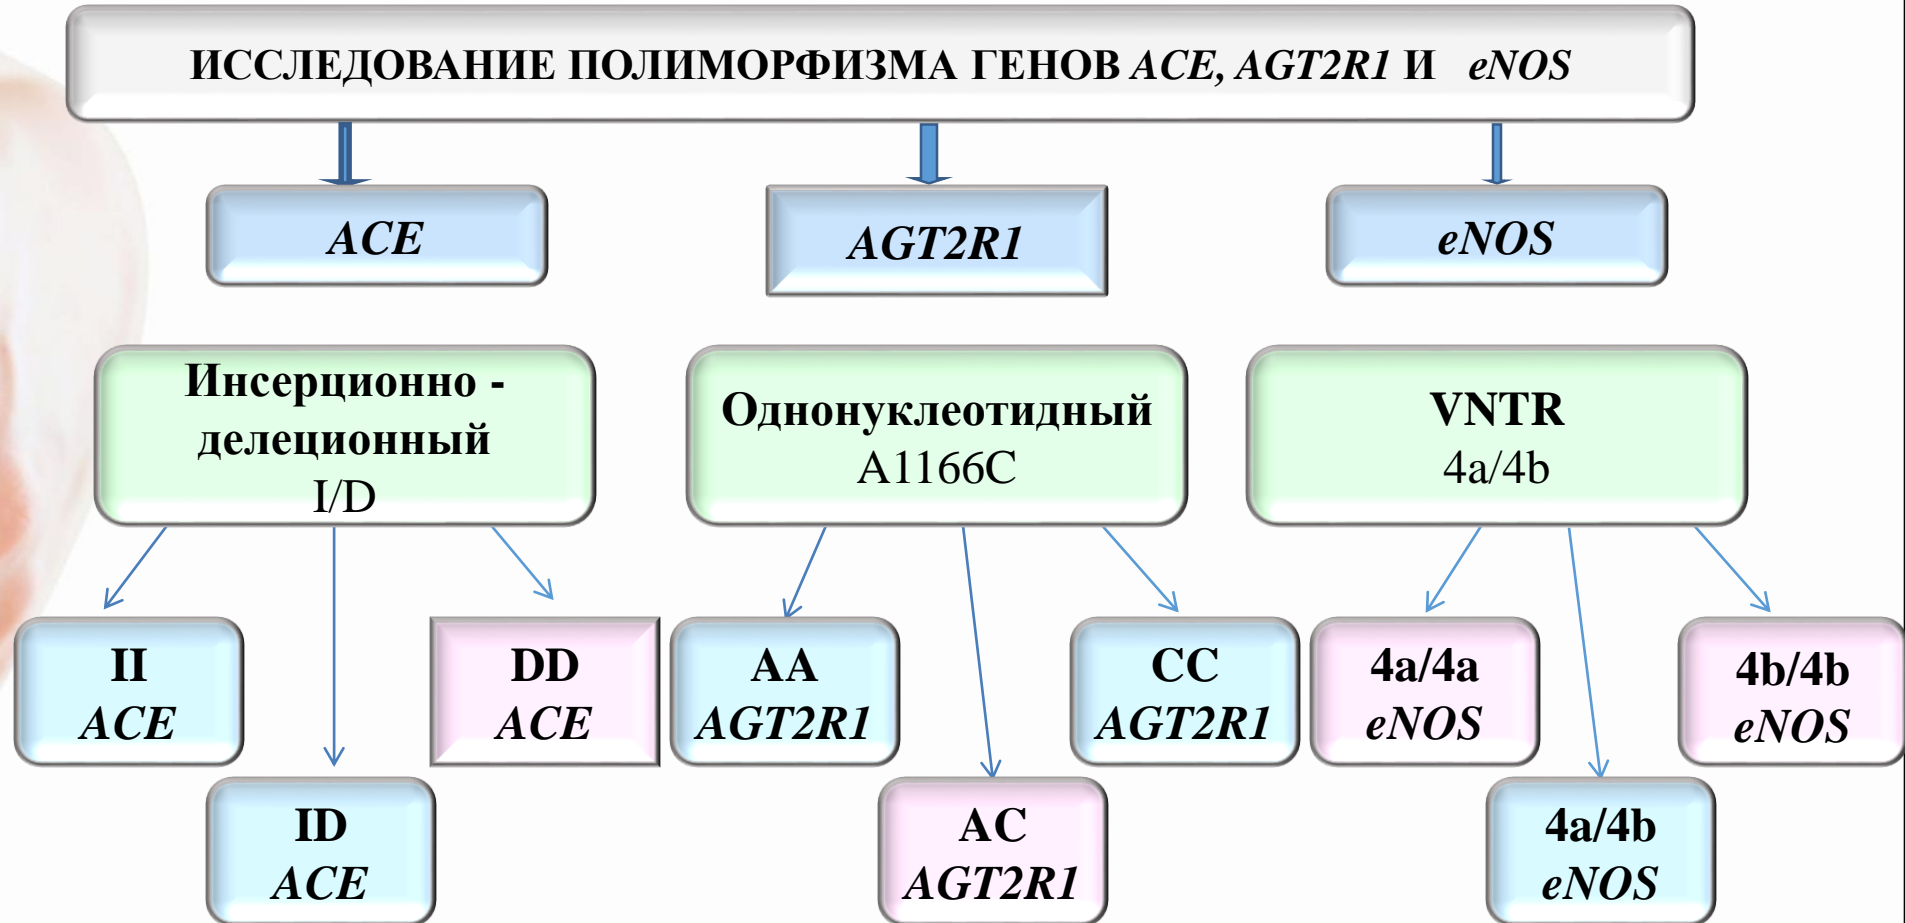 ИССЛЕДОВАНИЕ ПОЛИМОРФИЗМА ГЕНОВ ACE, AGT2R1 И eNOS
ACE
AGT2R1
eNOS
Инсерционно -
делеционный
I/D
Однонуклеотидный
A1166C
VNTR
4a/4b
II
ACE
ID
ACE
DD
ACE
AA
AGT2R1
AC
AGT2R1
CC
AGT2R1
4a/4a
eNOS
4a/4b
eNOS
4b/4b
eNOS